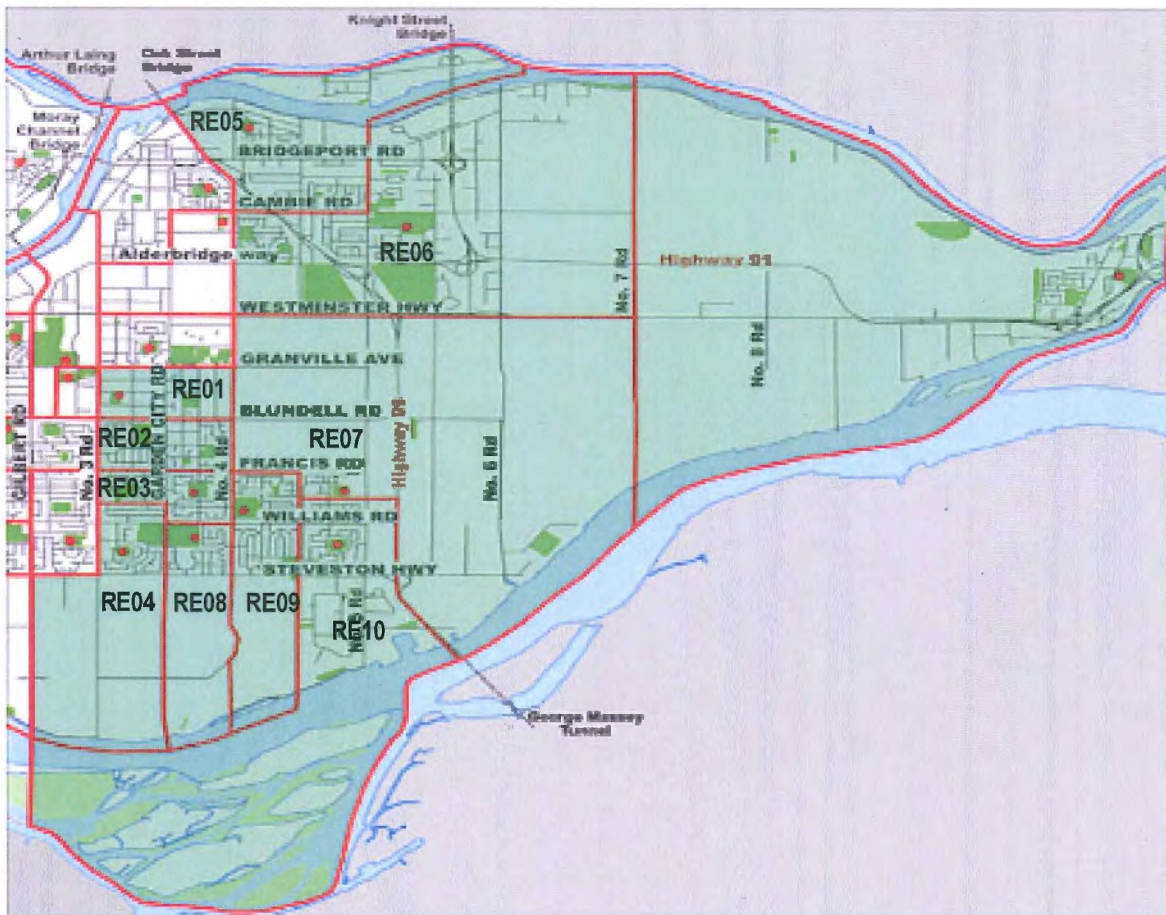 Knight Street
Bridge
Arthur Laing
Bridge
Oak Street
Bridge
Moray
Channel
Bridge
RE05
BRIDGEPORT RD
CAMBIE RD
RE06
Alderbridge way
Highway 91
No. 7 Rd
WESTMINSTER HWY
GRANVILLE AVE
No. 8 Rd
RE01
GARDEN CITY RD
BLUNDELL RD
RE02
RE07
Highway 99
GILBERT RD
No. 3 Rd
No. 4 Rd
FRANCIS RD
No. 6 Rd
RE03
WILLIAMS RD
STEVESTON HWY
RE04
RE08
RE09
RE10
George Massey
Tunnel